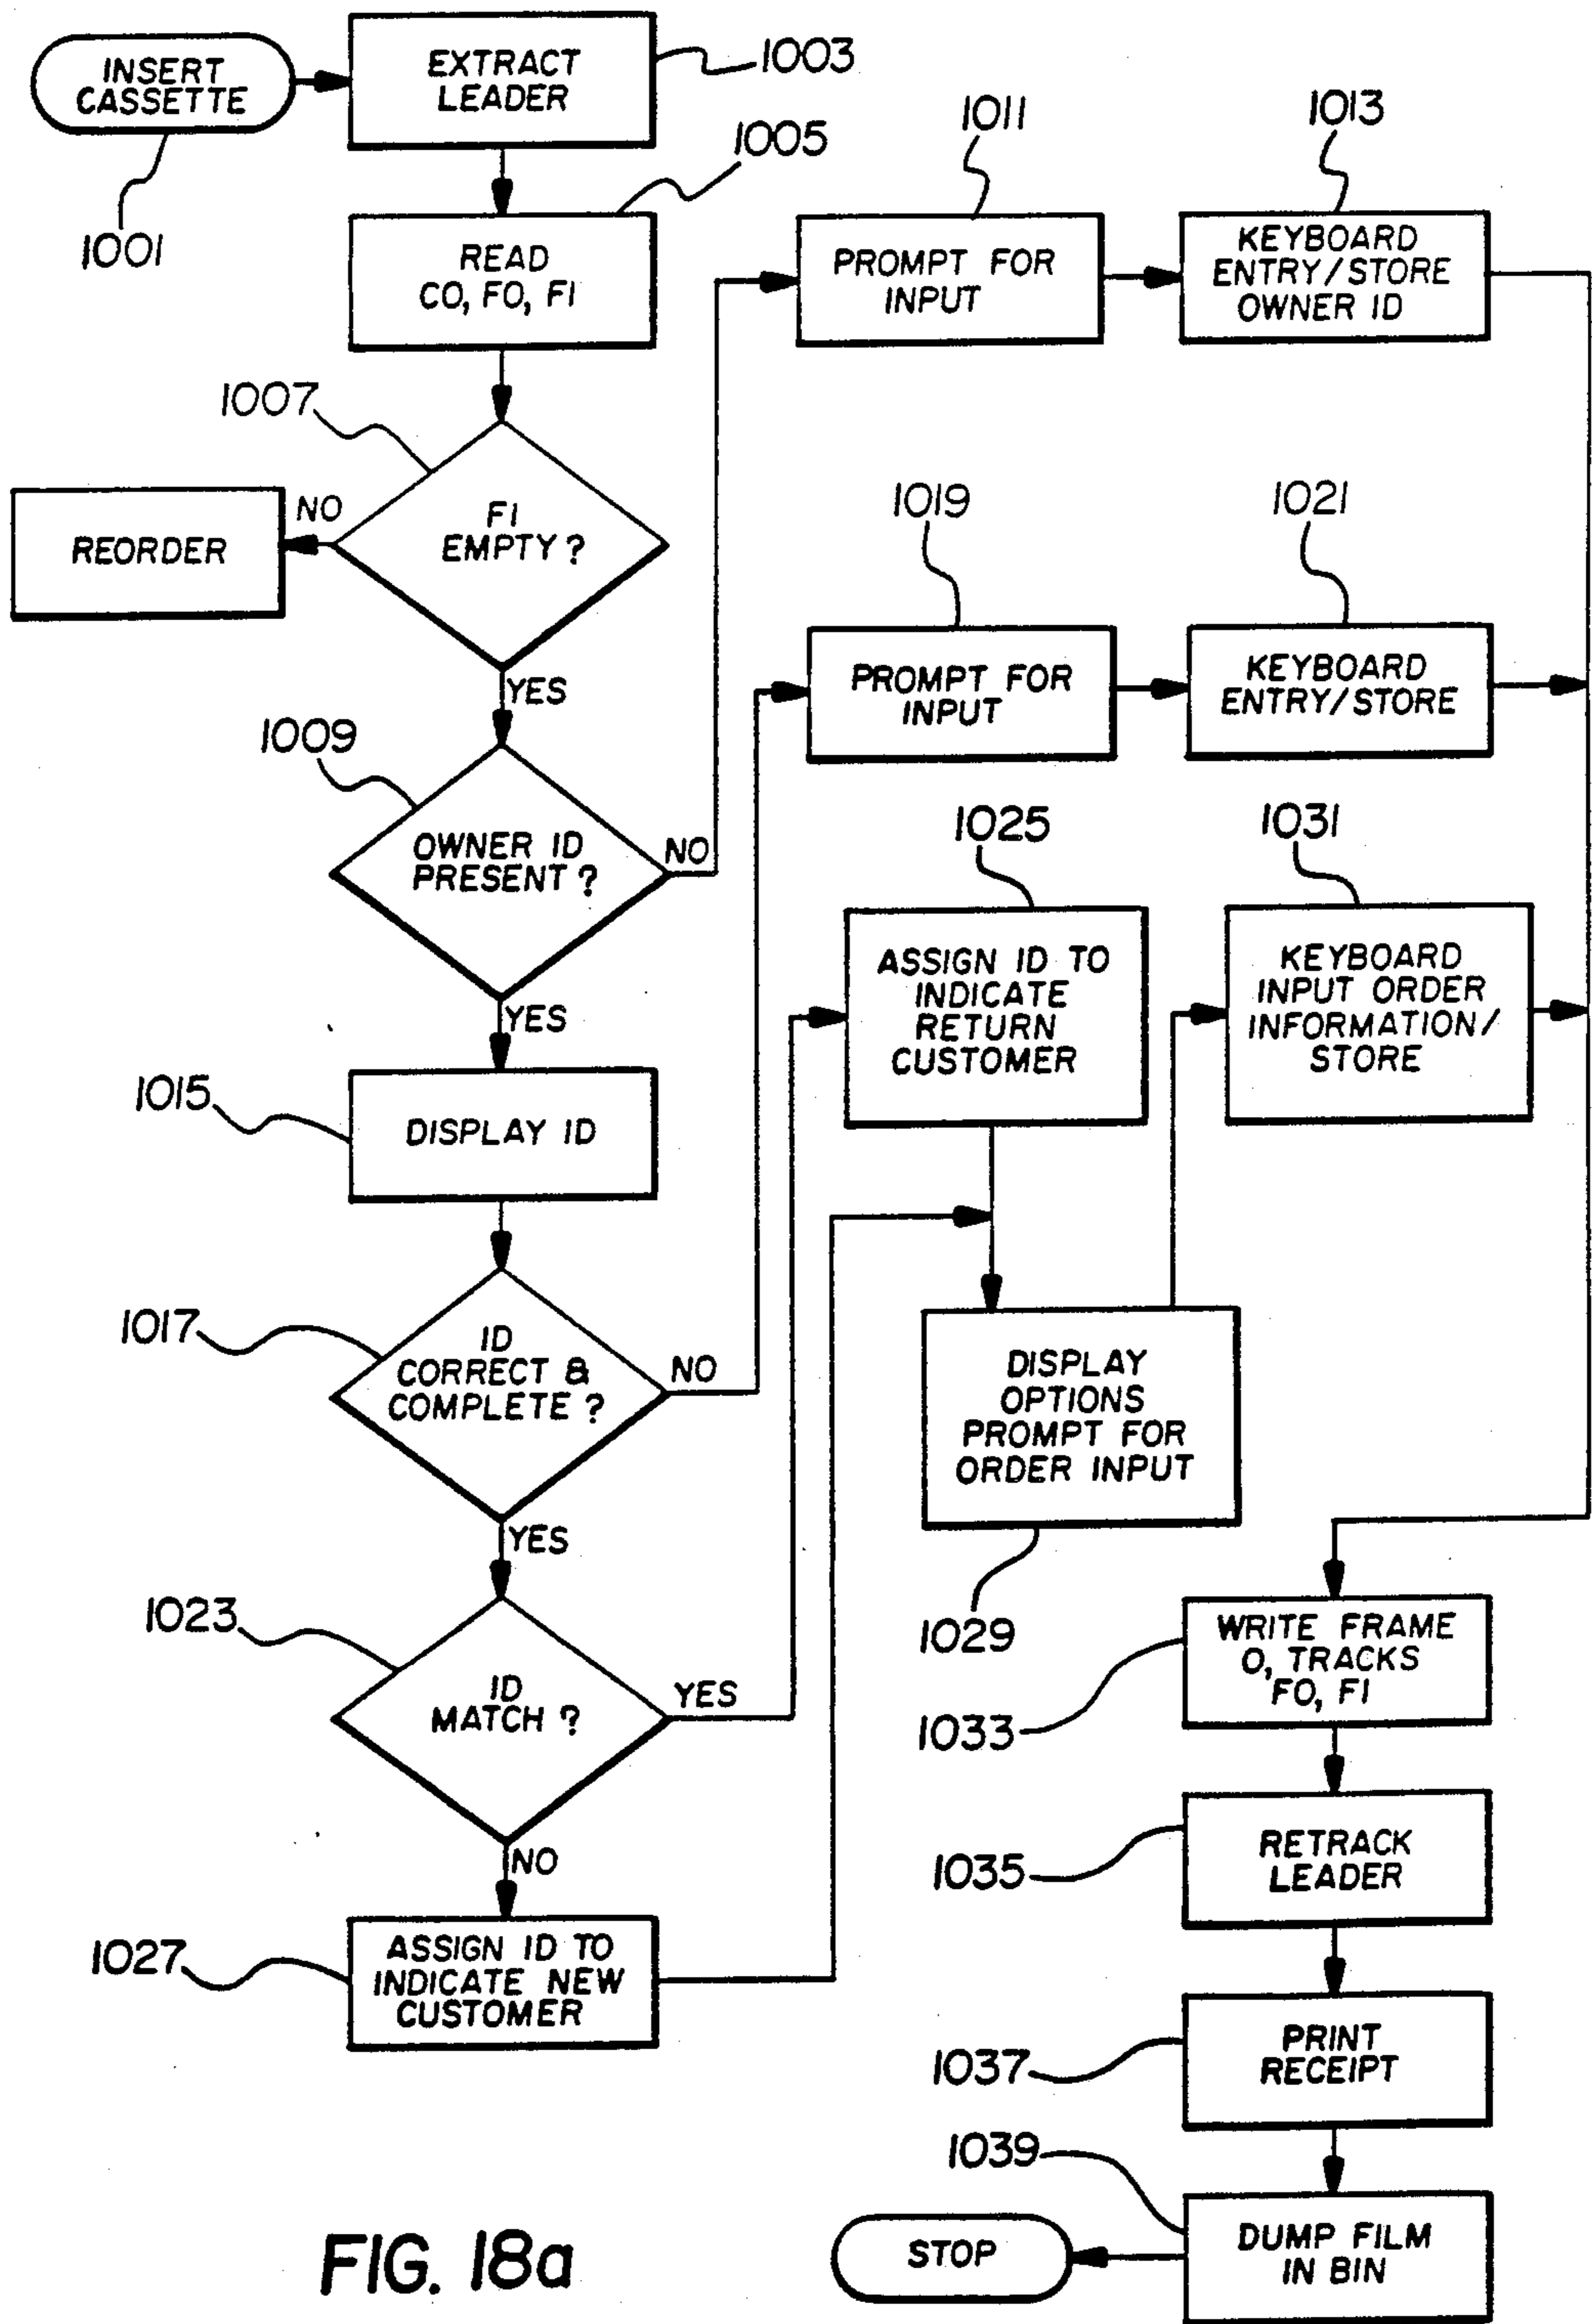 INSERT
CASSETTE
1001
EXTRACT
LEADER
1003
READ
CO, FO, FI
1005
FI
EMPTY ?
1007
NO
REORDER
YES
OWNER ID
PRESENT ?
1009
NO
PROMPT FOR
INPUT
1011
KEYBOARD
ENTRY/STORE
OWNER ID
1013
YES
DISPLAY ID
1015
ID
CORRECT &
COMPLETE ?
1017
NO
PROMPT FOR
INPUT
1019
KEYBOARD
ENTRY/STORE
1021
YES
ID
MATCH ?
1023
YES
ASSIGN ID TO
INDICATE
RETURN
CUSTOMER
1025
NO
ASSIGN ID TO
INDICATE NEW
CUSTOMER
1027
DISPLAY
OPTIONS
PROMPT FOR
ORDER INPUT
1029
KEYBOARD
INPUT ORDER
INFORMATION/
STORE
1031
WRITE FRAME
O, TRACKS
FO, FI
1033
RETRACK
LEADER
1035
PRINT
RECEIPT
1037
DUMP FILM
IN BIN
1039
STOP
FIG. 18a